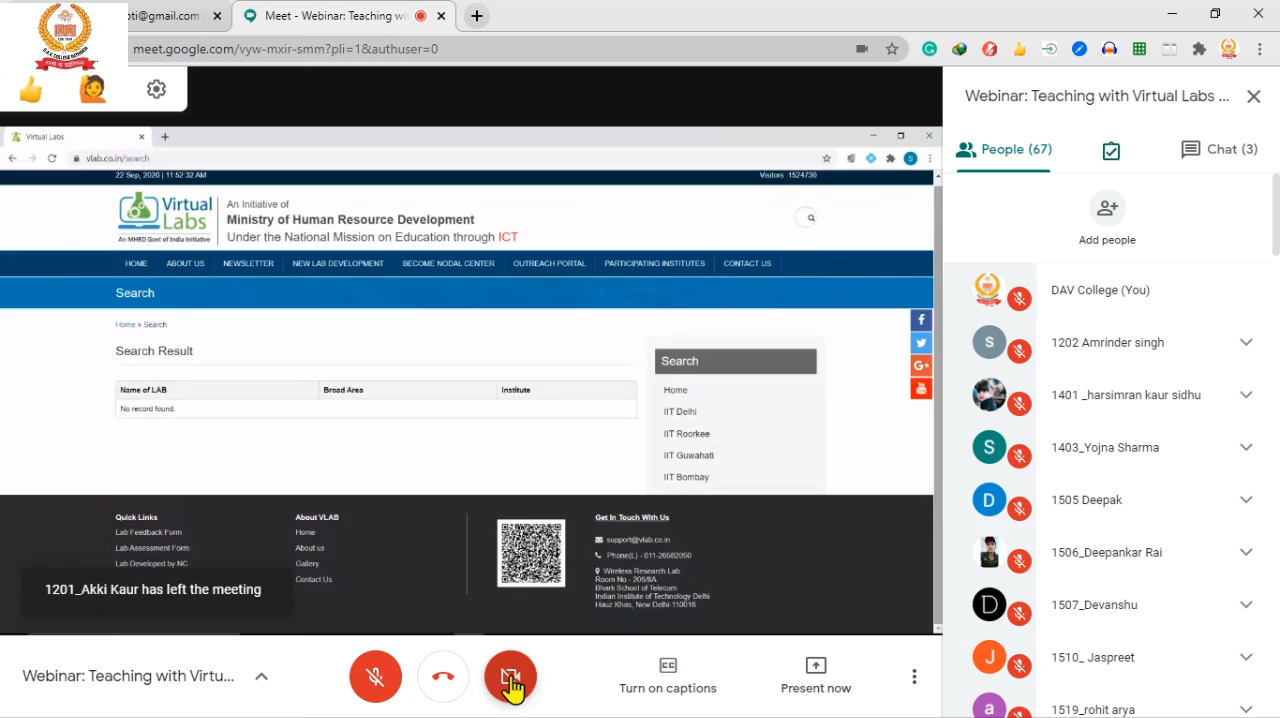 oti@gmail.com
Meet - Webinar: Teaching wit
meet.google.com/vyw-mxir-smm?pli=1&authuser=0
Virtual Labs
vlab.co.in/search
22 Sep, 2020 | 11:52:32 AM
Visitors 1524730
Virtual Labs
An MHRD Govt of India Initiative
An Initiative of
Ministry of Human Resource Development
Under the National Mission on Education through ICT
HOME ABOUT US NEWSLETTER NEW LAB DEVELOPMENT BECOME NODAL CENTER OUTREACH PORTAL PARTICIPATING INSTITUTES CONTACT US
Search
Home » Search
Search Result
Name of LAB Broad Area Institute
No record found.
Search
Home
IIT Delhi
IIT Roorkee
IIT Guwahati
IIT Bombay
Quick Links
Lab Feedback Form
Lab Assessment Form
Lab Developed by NC
About VLAB
Home
About us
Gallery
Contact Us
Get In Touch With Us
support@vlab.co.in
Phone(L) - 011-26582050
Wireless Research Lab
Room No - 206/IIA
Bharti School of Telecom
Indian Institute of Technology Delhi
Hauz Khas, New Delhi-110016
1201_Akki Kaur has left the meeting
Webinar: Teaching with Virtu...
Turn on captions
Present now
Webinar: Teaching with Virtual Labs ...
People (67)
Chat (3)
Add people
DAV College (You)
1202 Amrinder singh
1401 _harsimran kaur sidhu
1403_Yojna Sharma
1505 Deepak
1506_Deepankar Rai
1507_Devanshu
1510_ Jaspreet
1519_rohit arya